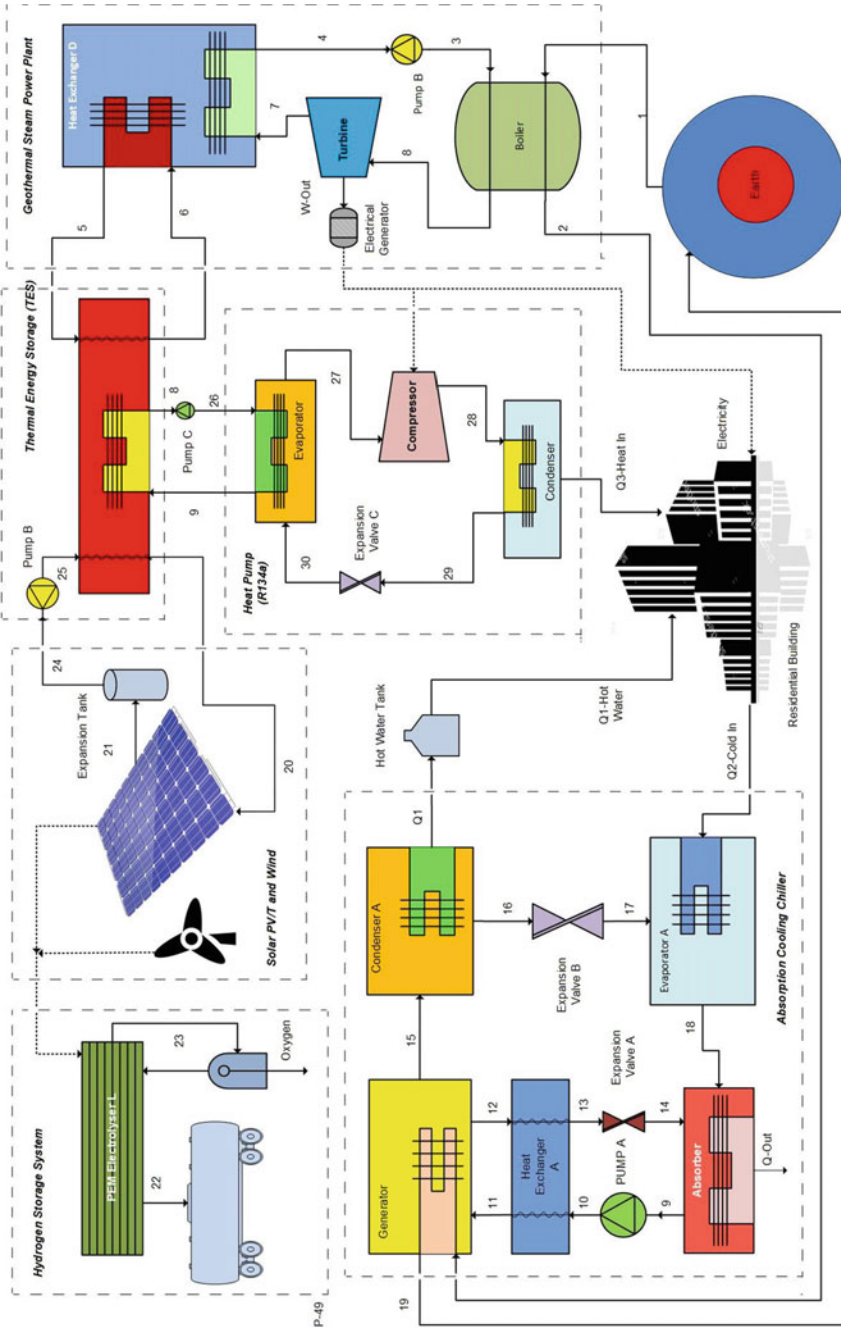 Hydrogen Storage System
PEM Electrolyser L
22
23
Oxygen
P-49
Solar PV/T and Wind
Expansion Tank
21
20
24
Pump B
25
Thermal Energy Storage (TES)
5
6
8
9
Pump C
26
Geothermal Steam Power Plant
Heat Exchanger D
4
Pump B
3
7
Turbine
W-Out
Electrical
Generator
8
Boiler
2
1
Earth
Heat Pump
(R134a)
Evaporator
27
30
Expansion
Valve C
Compressor
28
29
Condenser
Q3-Heat In
Electricity
Residential Building
Q1-Hot
Water
Q2-Cold In
Hot Water Tank
Q1
Absorption Cooling Chiller
Generator
19
15
Condenser A
16
Expansion
Valve B
17
Evaporator A
18
11
12
Heat
Exchanger
A
10
13
PUMP A
Expansion
Valve A
9
14
Absorber
Q-Out